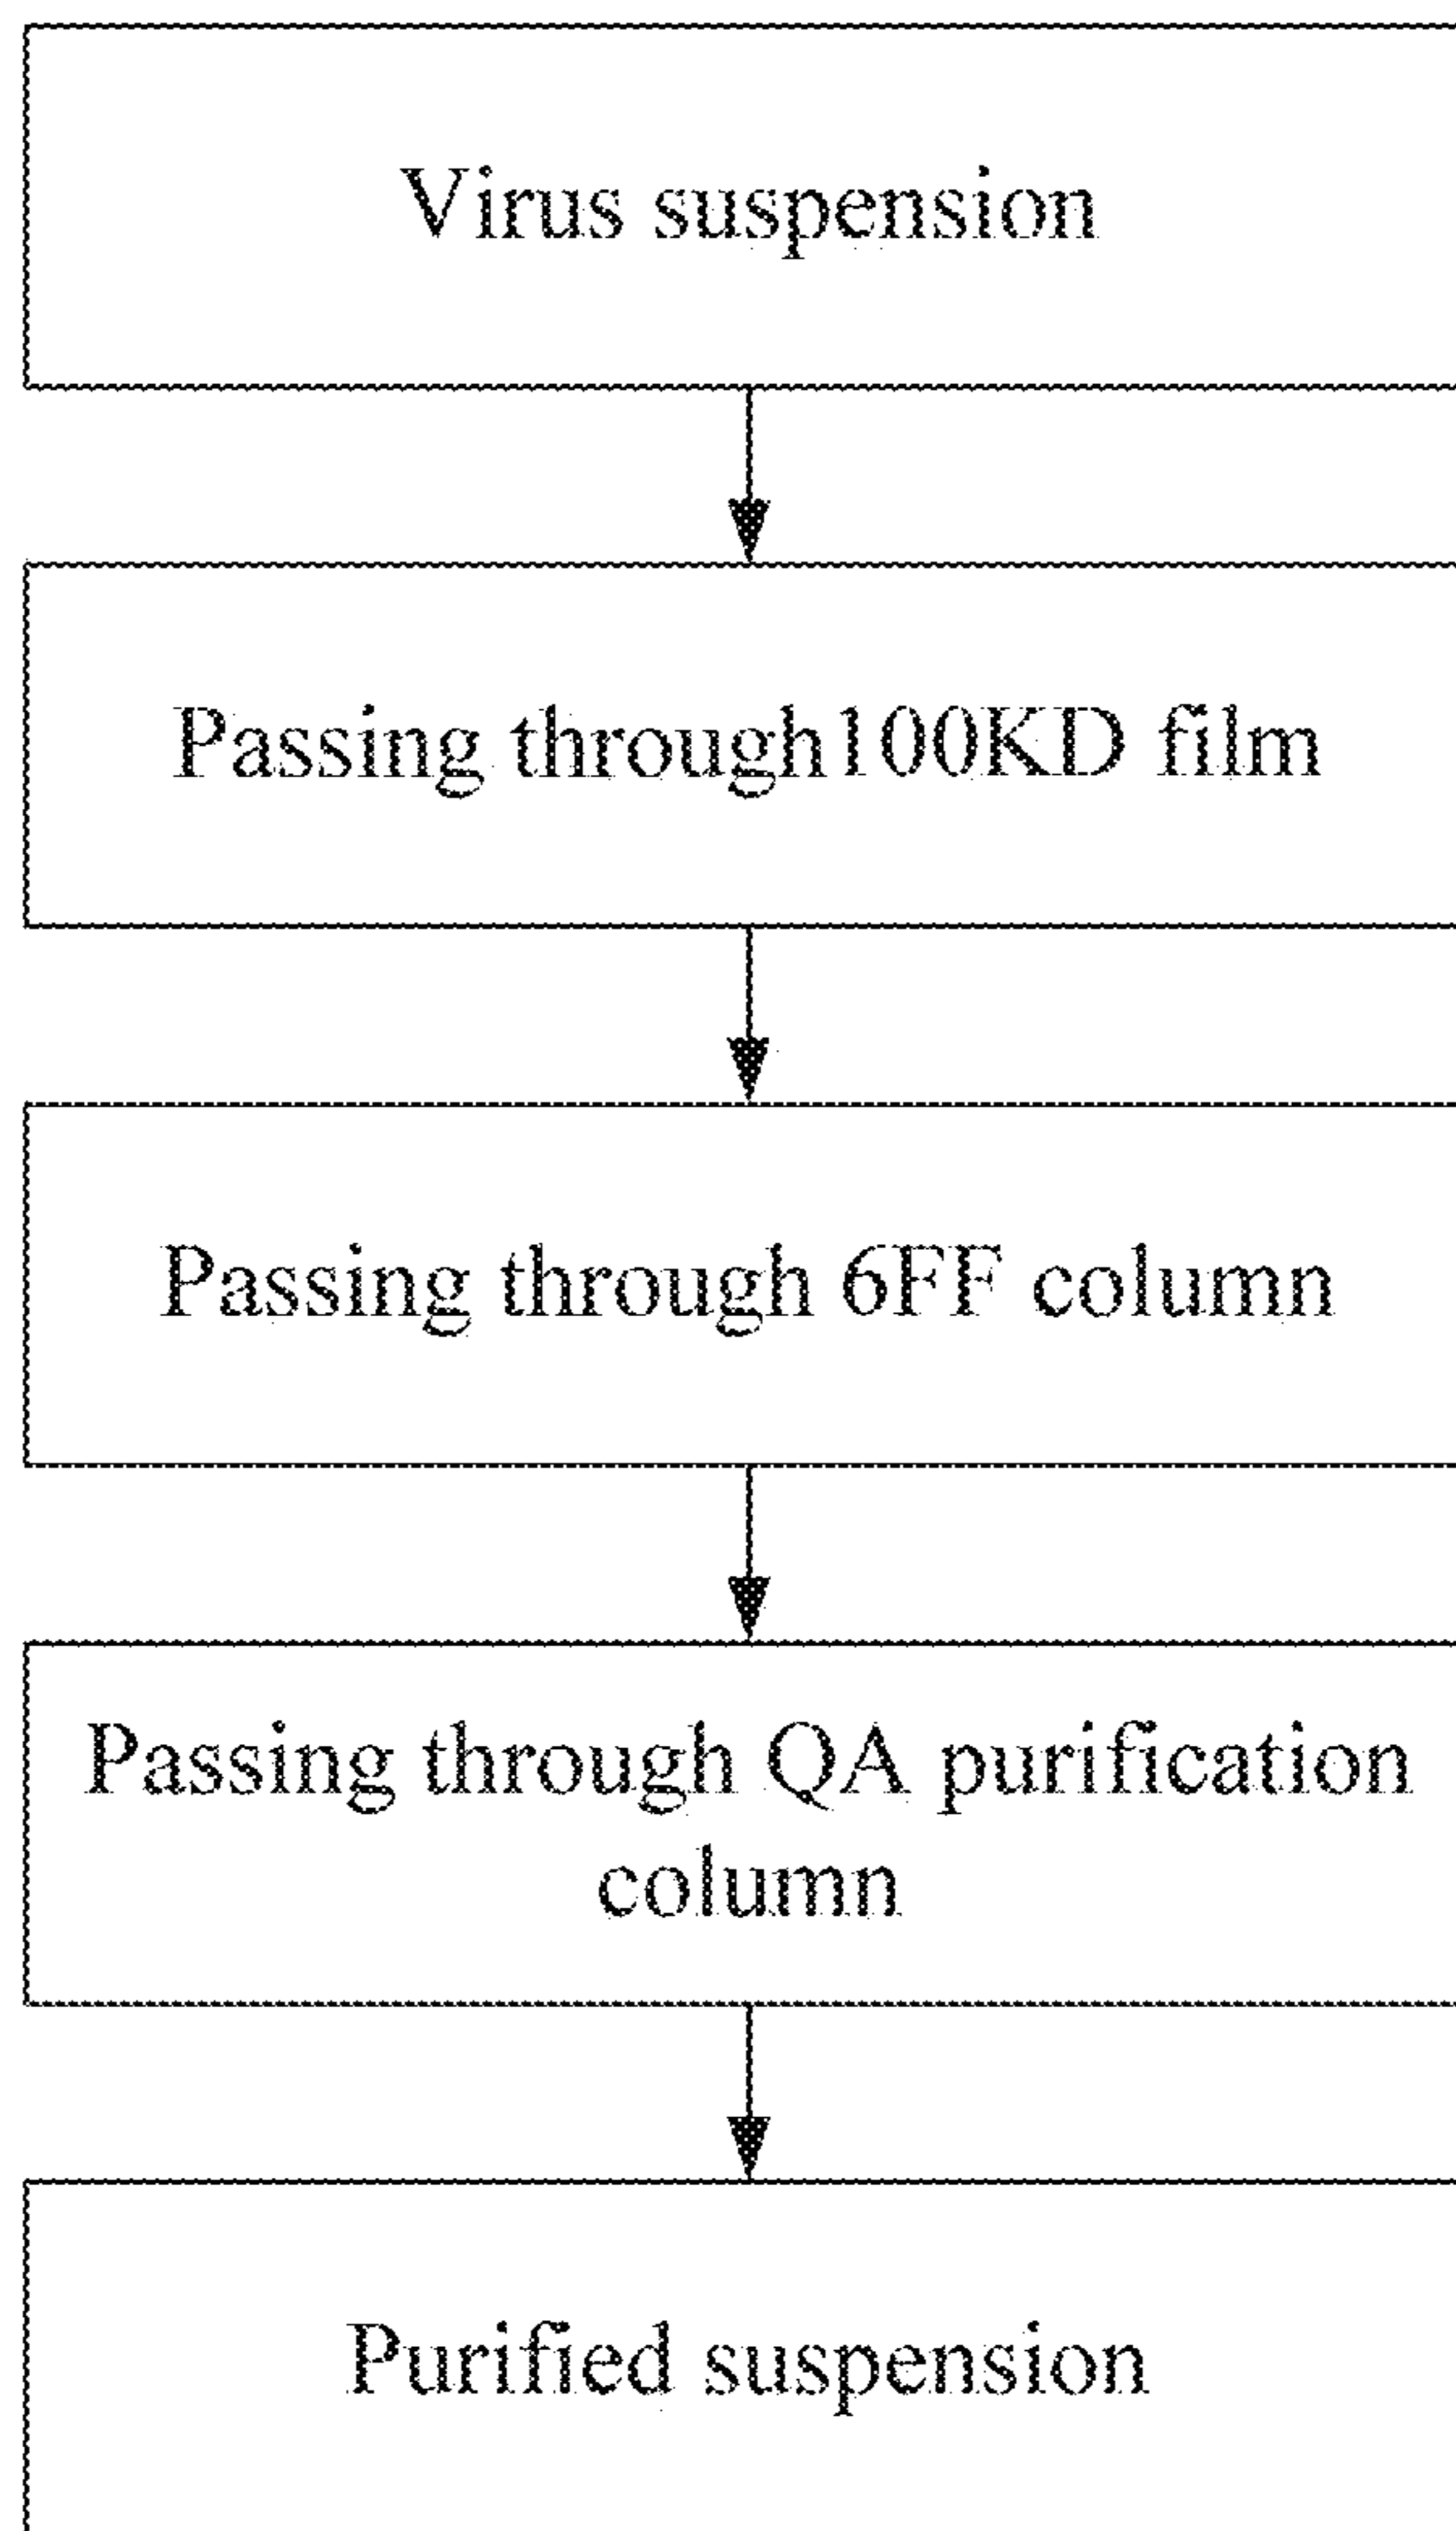 Virus suspension
Passing through100KD film
Passing through 6FF column
Passing through QA purification
column
Purified suspension